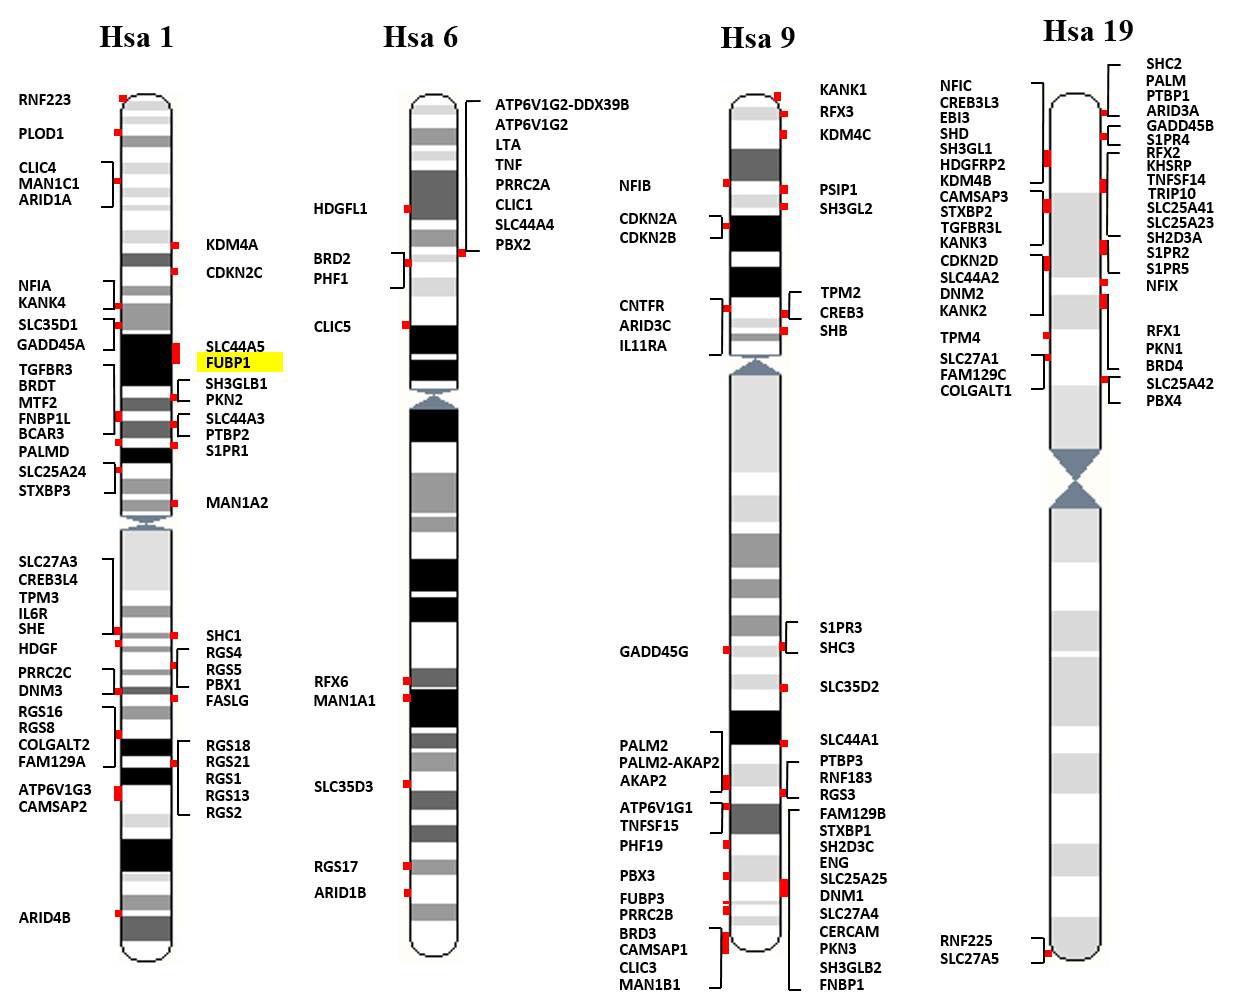 Hsa 1
RNF223
PLOD1
CLIC4
MAN1C1
ARID1A
NFIA
KANK4
SLC35D1
GADD45A
TGFBR3
BRDT
MTF2
FNBP1L
BCAR3
PALMD
SLC25A24
STXBP3
SLC27A3
CREB3L4
TPM3
IL6R
SHE
HDGF
PRRC2C
DNM3
RGS16
RGS8
COLGALT2
FAM129A
ATP6V1G3
CAMSAP2
ARID4B
KDM4A
CDKN2C
SLC44A5
FUBP1
SH3GLB1
PKN2
SLC44A3
PTBP2
S1PR1
MAN1A2
SHC1
RGS4
RGS5
PBX1
FASLG
RGS18
RGS21
RGS1
RGS13
RGS2
Hsa 6
HDGFL1
BRD2
PHF1
CLIC5
RFX6
MAN1A1
SLC35D3
RGS17
ARID1B
ATP6V1G2-DDX39B
ATP6V1G2
LTA
TNF
PRRC2A
CLIC1
SLC44A4
PBX2
Hsa 9
NFIB
CDKN2A
CDKN2B
CNTFR
ARID3C
IL11RA
GADD45G
PALM2
PALM2-AKAP2
AKAP2
ATP6V1G1
TNFSF15
PHF19
PBX3
FUBP3
PRRC2B
BRD3
CAMSAP1
CLIC3
MAN1B1
KANK1
RFX3
KDM4C
PSIP1
SH3GL2
TPM2
CREB3
SHB
S1PR3
SHC3
SLC35D2
SLC44A1
PTBP3
RNF183
RGS3
FAM129B
STXBP1
SH2D3C
ENG
SLC25A25
DNM1
SLC27A4
CERCAM
PKN3
SH3GLB2
FNBP1
Hsa 19
NFIC
CREB3L3
EBI3
SHD
SH3GL1
HDGFRP2
KDM4B
CAMSAP3
STXBP2
TGFBR3L
KANK3
CDKN2D
SLC44A2
DNM2
KANK2
TPM4
SLC27A1
FAM129C
COLGALT1
RNF225
SLC27A5
SHC2
PALM
PTBP1
ARID3A
GADD45B
S1PR4
RFX2
KHSRP
TNFSF14
TRIP10
SLC25A41
SLC25A23
SH2D3A
S1PR2
S1PR5
NFIX
RFX1
PKN1
BRD4
SLC25A42
PBX4